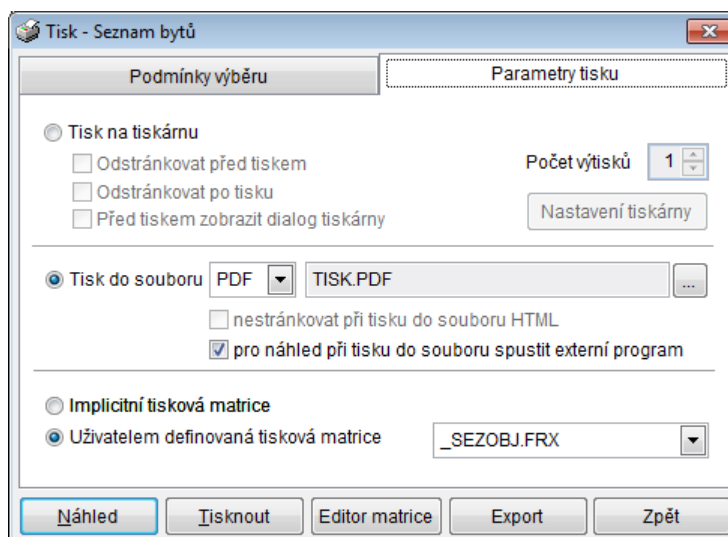 Tisk - Seznam bytů
Podmínky výběru
Parametry tisku
Tisk na tiskárnu
Odstránkovat před tiskem
Počet výtisků 1
Odstránkovat po tisku
Před tiskem zobrazit dialog tiskárny
Nastavení tiskárny
Tisk do souboru PDF TISK.PDF ...
nestránkovat při tisku do souboru HTML
pro náhled při tisku do souboru spustit externí program
Implicitní tisková matrice
Uživatelem definovaná tisková matrice _SEZOBJ.FRX
Náhled Tisknout Editor matrice Export Zpět